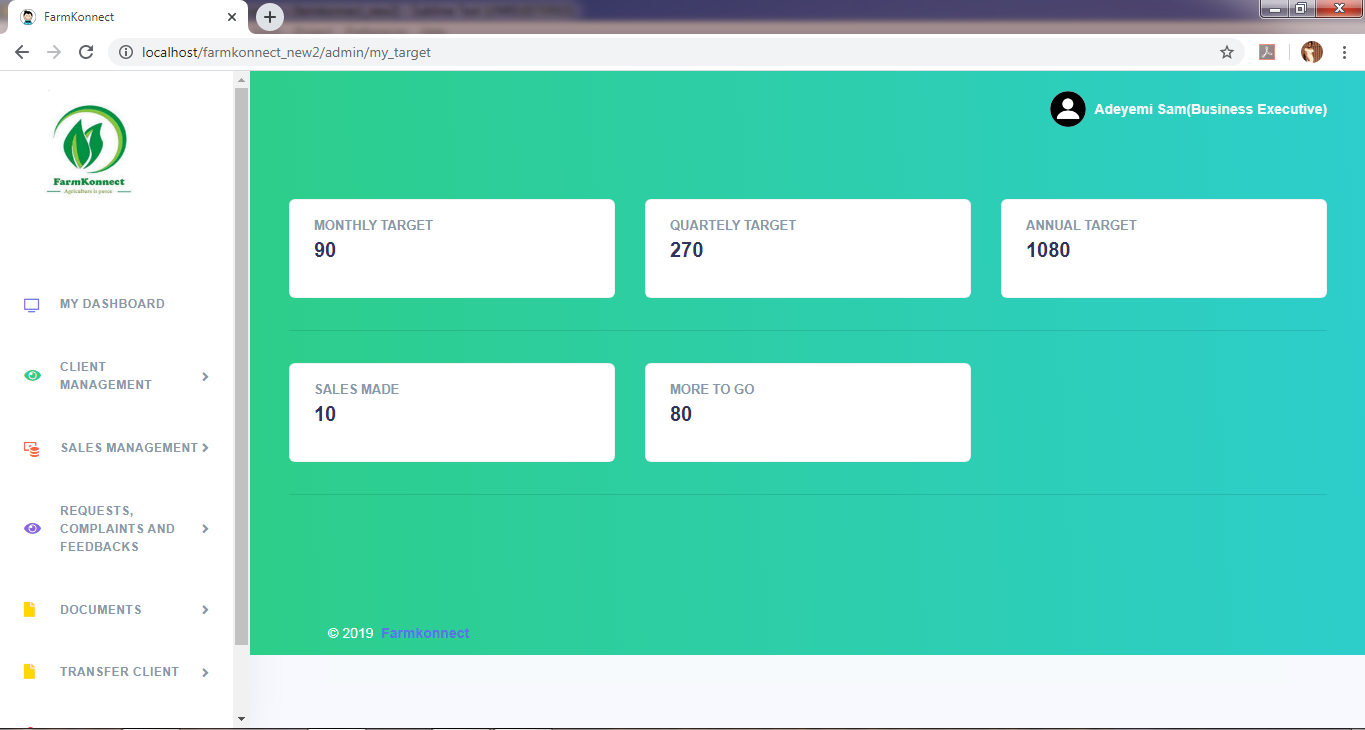 FarmKonnect
localhost/farmkonnect_new2/admin/my_target
FarmKonnect
Agriculture is peace
Adeyemi Sam(Business Executive)
MONTHLY TARGET
90
QUARTELY TARGET
270
ANNUAL TARGET
1080
SALES MADE
10
MORE TO GO
80
MY DASHBOARD
CLIENT
MANAGEMENT
SALES MANAGEMENT
REQUESTS,
COMPLAINTS AND
FEEDBACKS
DOCUMENTS
TRANSFER CLIENT
© 2019 Farmkonnect